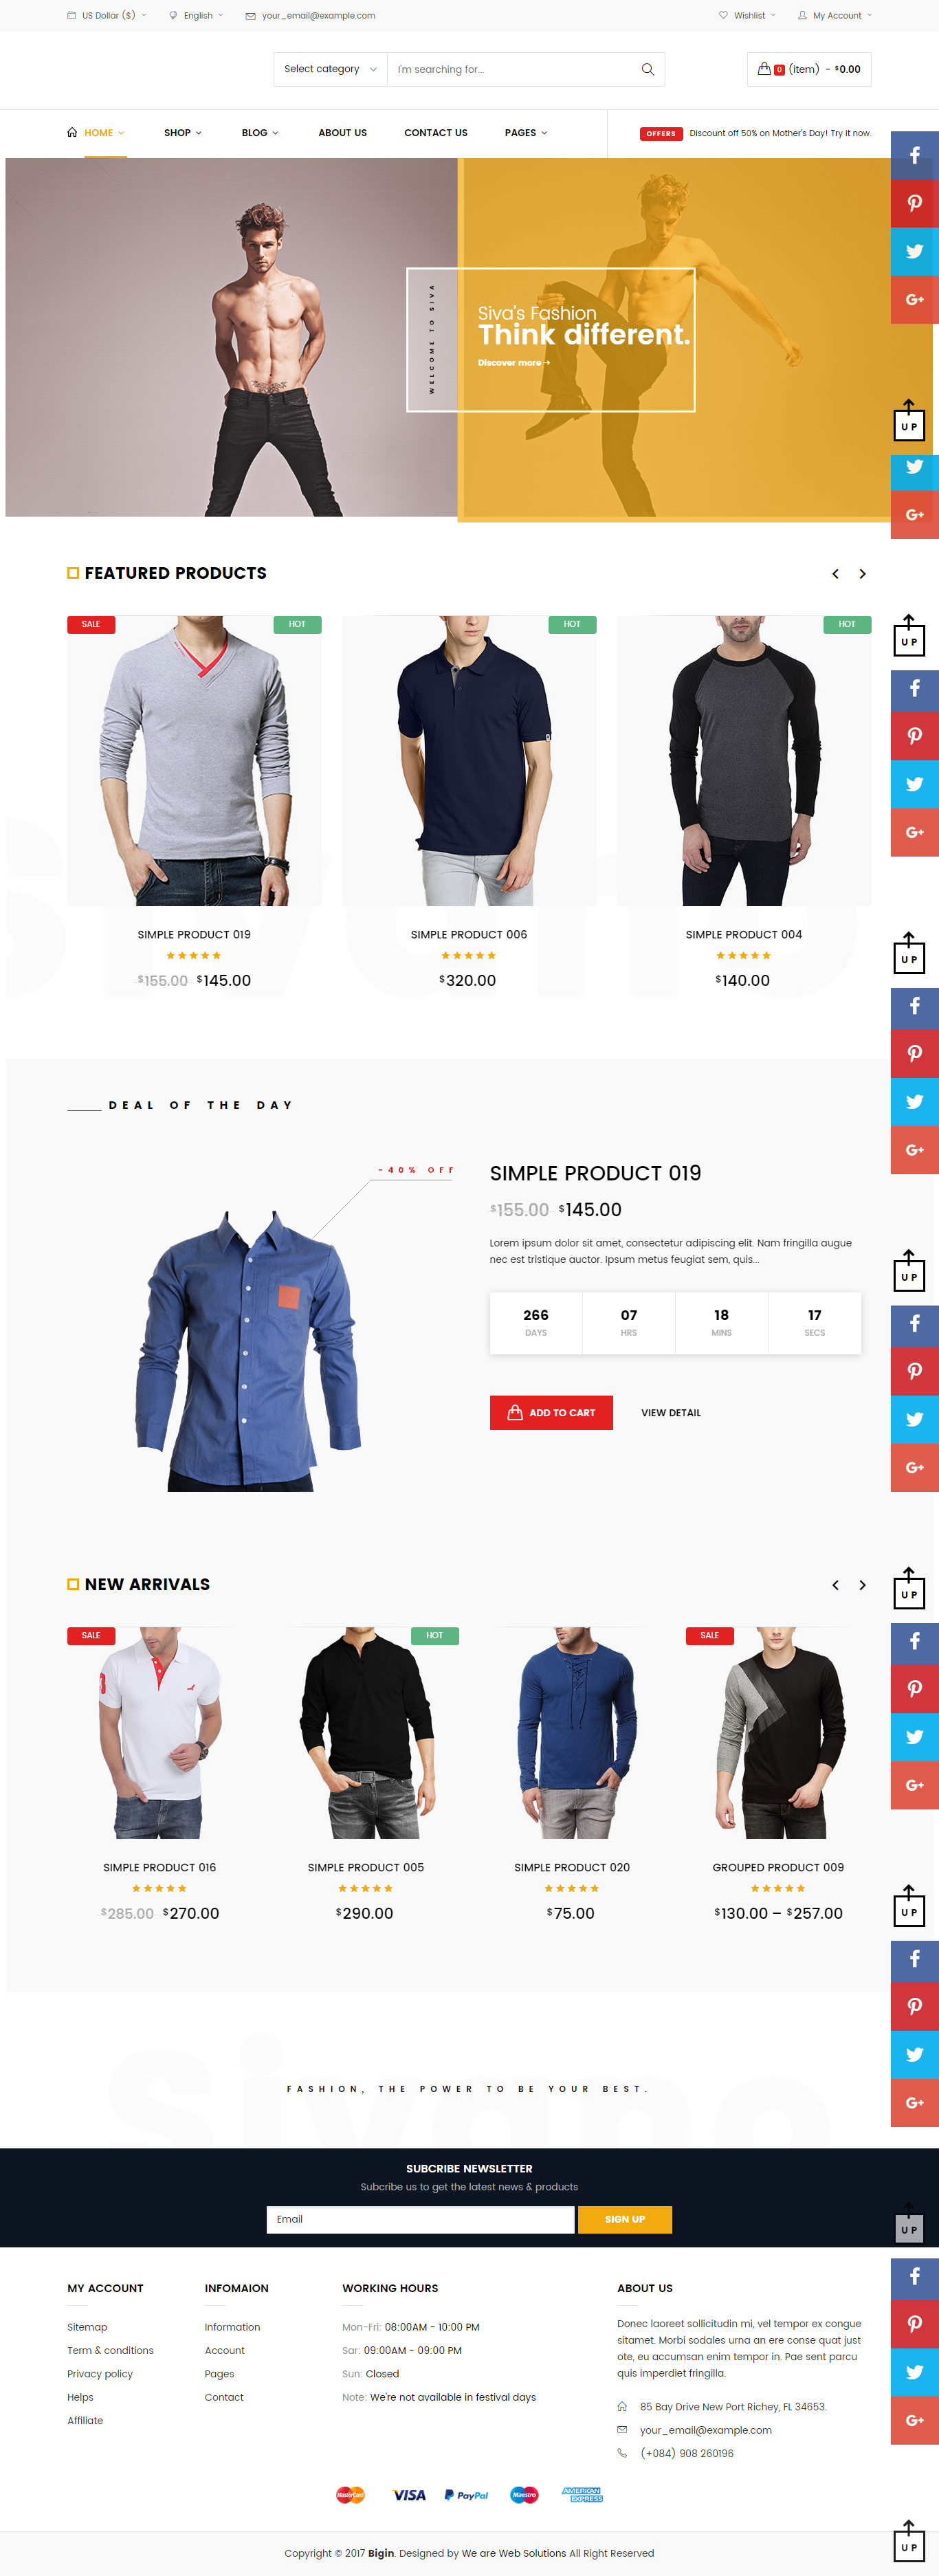 US Dollar ($) English your_email@example.com Wishlist My Account
Select category I'm searching for... 0 (item) - $0.00
HOME SHOP BLOG ABOUT US CONTACT US PAGES OFFERS Discount off 50% on Mother's Day! Try it now.
WELCOME TO SIVA
Siva's Fashion
Think different.
Discover more
UP
G+
G+
FEATURED PRODUCTS
UP
SALE HOT HOT HOT
G+
SIMPLE PRODUCT 019 SIMPLE PRODUCT 006 SIMPLE PRODUCT 004
UP
$155.00 $145.00 $320.00 $140.00
DEAL OF THE DAY
G+
-40% OFF
SIMPLE PRODUCT 019
$155.00 $145.00
Lorem ipsum dolor sit amet, consectetur adipiscing elit. Nam fringilla augue
nec est tristique auctor. Ipsum metus feugiat sem, quis...
UP
266 07 18 17
DAYS HRS MINS SECS
ADD TO CART VIEW DETAIL
G+
NEW ARRIVALS
UP
SALE HOT SALE
G+
SIMPLE PRODUCT 016 SIMPLE PRODUCT 005 SIMPLE PRODUCT 020 GROUPED PRODUCT 009
$285.00 $270.00 $290.00 $75.00 $130.00 – $257.00
UP
Sivano
FASHION, THE POWER TO BE YOUR BEST.
G+
SUBCRIBE NEWSLETTER
Subcribe us to get the latest news & products
Email SIGN UP
UP
MY ACCOUNT INFOMAION WORKING HOURS ABOUT US
Sitemap Information Mon-Fri: 08:00AM - 10:00 PM
Term & conditions Account Sar: 09:00AM - 09:00 PM
Privacy policy Pages Sun: Closed
Helps Contact Note: We're not available in festival days
Affiliate
Donec laoreet sollicitudin mi, vel tempor ex congue
sitamet. Morbi sodales urna an ere conse quat just
ote, eu accumsan enim tempor in. Pae sent parcu
quis imperdiet fringilla.
85 Bay Drive New Port Richey, FL 34653.
your_email@example.com
(+084) 908 260196
G+
MasterCard VISA PayPal Maestro AMERICAN EXPRESS
UP
Copyright © 2017 Bigin. Designed by We are Web Solutions All Right Reserved